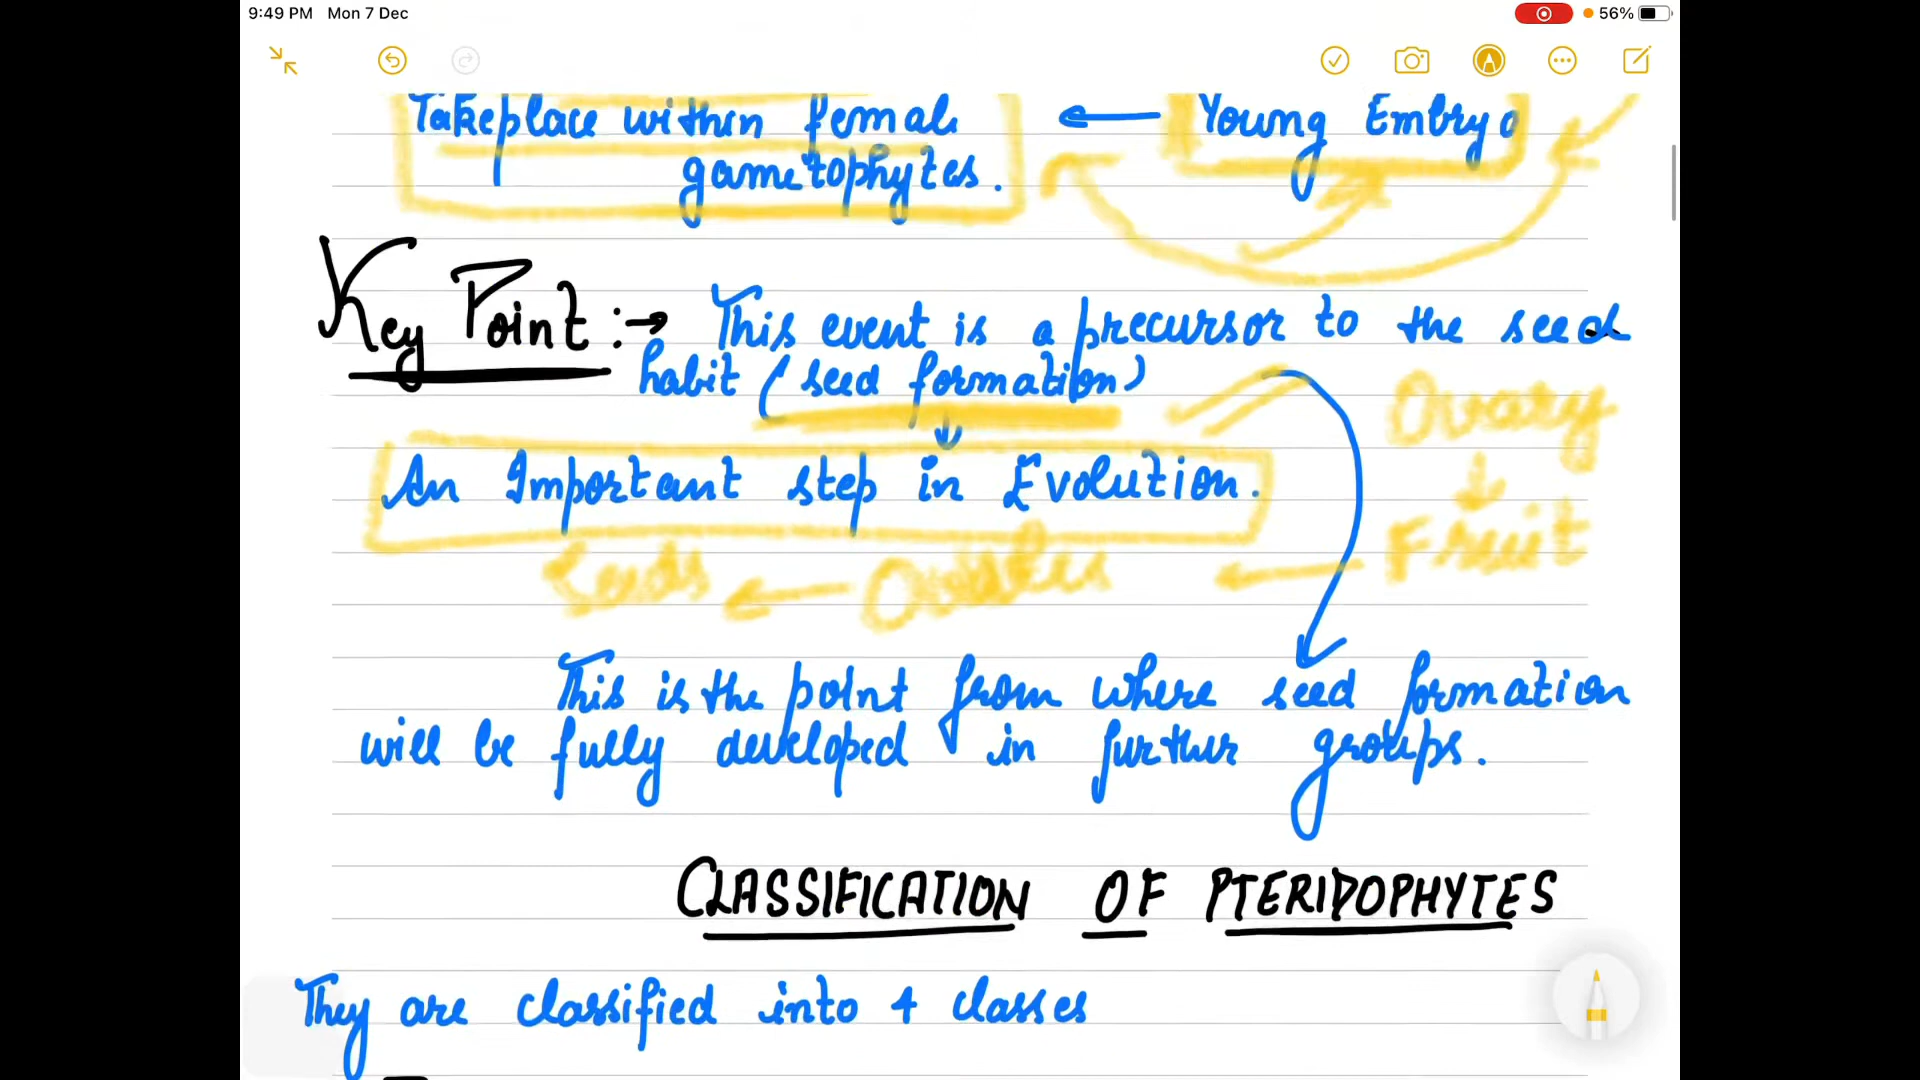 9:49 PM Mon 7 Dec 56%
Takeplace within female ← Young Embryo
gametophytes.
Key Point :→ This event is a precursor to the seed
habit (seed formation)
Ovary
An Important step in Evolution.
Fruit
Seeds ← Ovules ←
This is the point from where seed formation
will be fully developed in further groups.
CLASSIFICATION OF PTERIDOPHYTES
They are classified into 4 classes